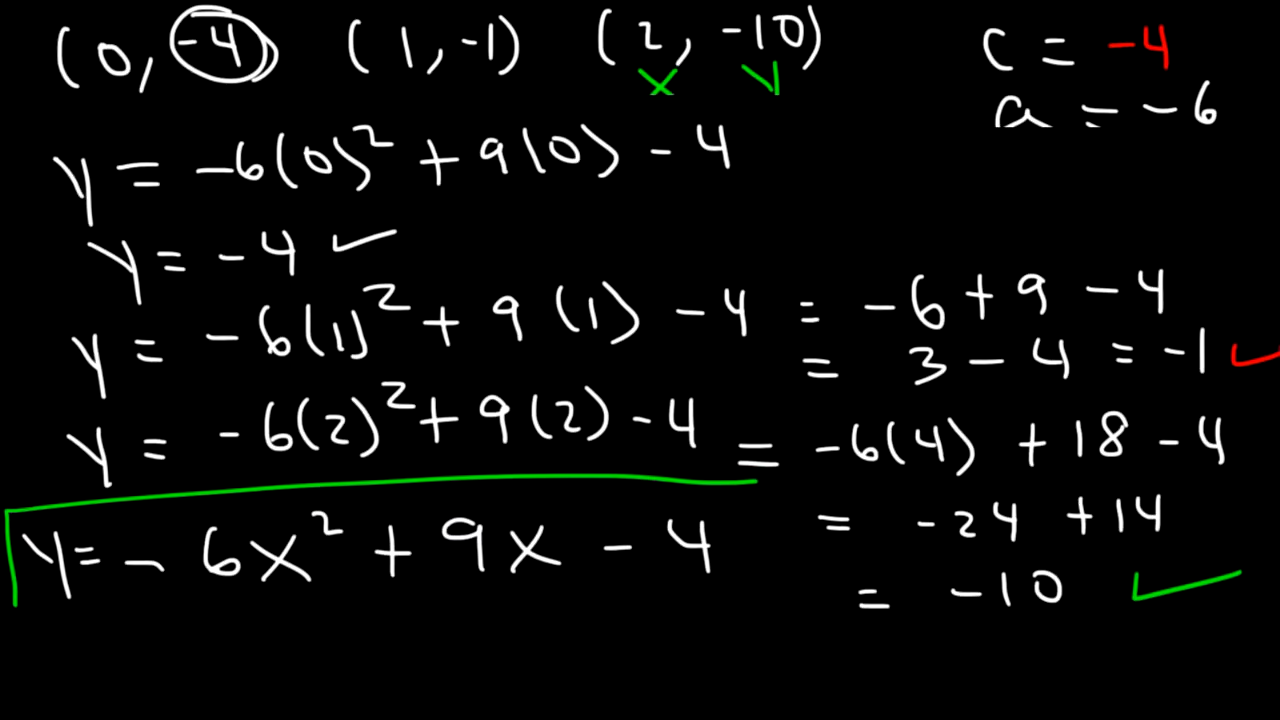 (0, -4) (1, -1) (2, -10) c = -4
x y a = -6
y = -6(0)² + 9(0) - 4
y = -4 ✓
y = -6(1)² + 9(1) - 4 = -6 + 9 - 4
= 3 - 4 = -1 ✓
y = -6(2)² + 9(2) - 4 = -6(4) + 18 - 4
= -24 + 14
y = -6x² + 9x - 4
= -10 ✓